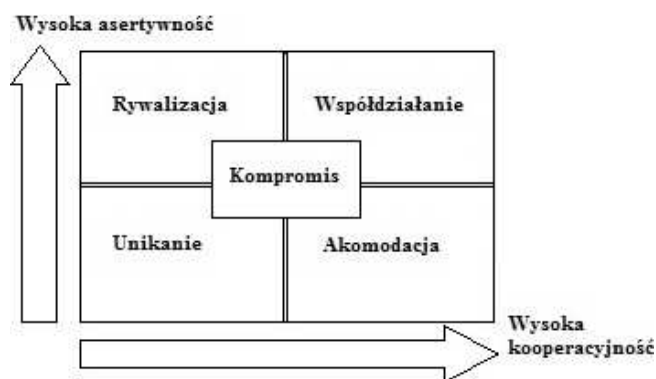 Wysoka asertywność
Rywalizacja
Współdziałanie
Kompromis
Unikanie
Akomodacja
Wysoka
kooperacyjność